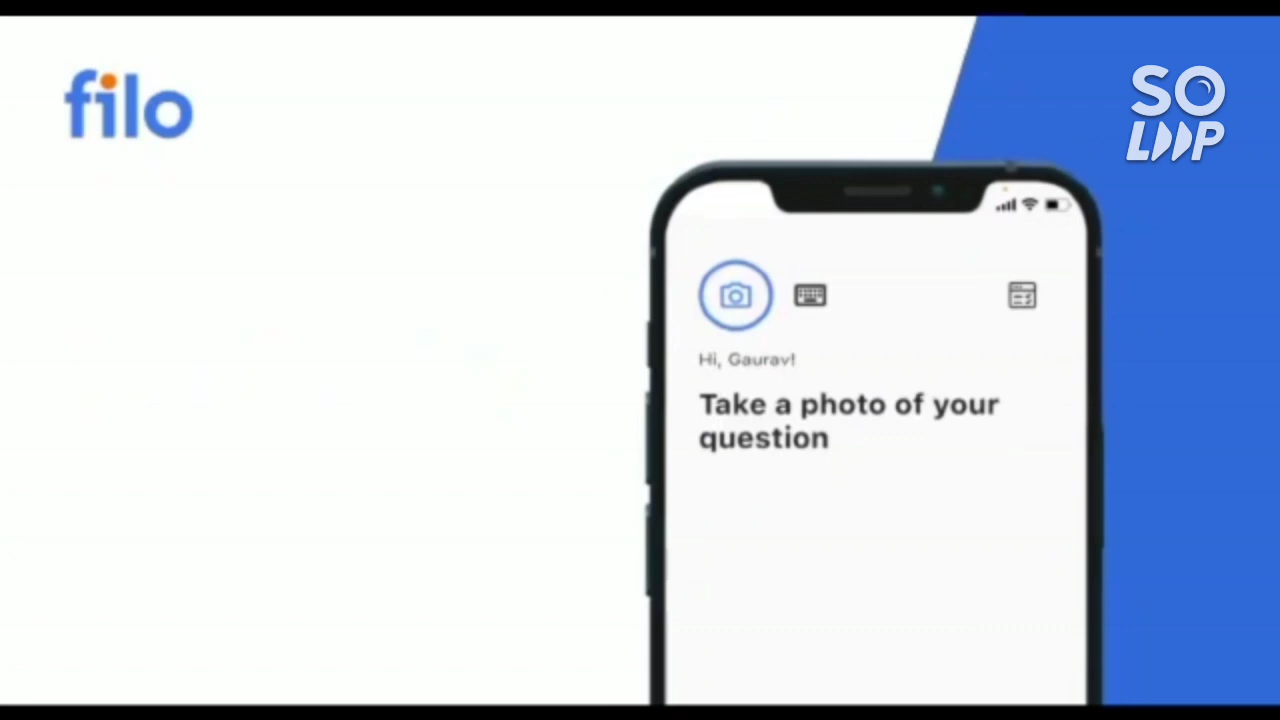 filo
SO
LOOP
Hi, Gaurav!
Take a photo of your
question